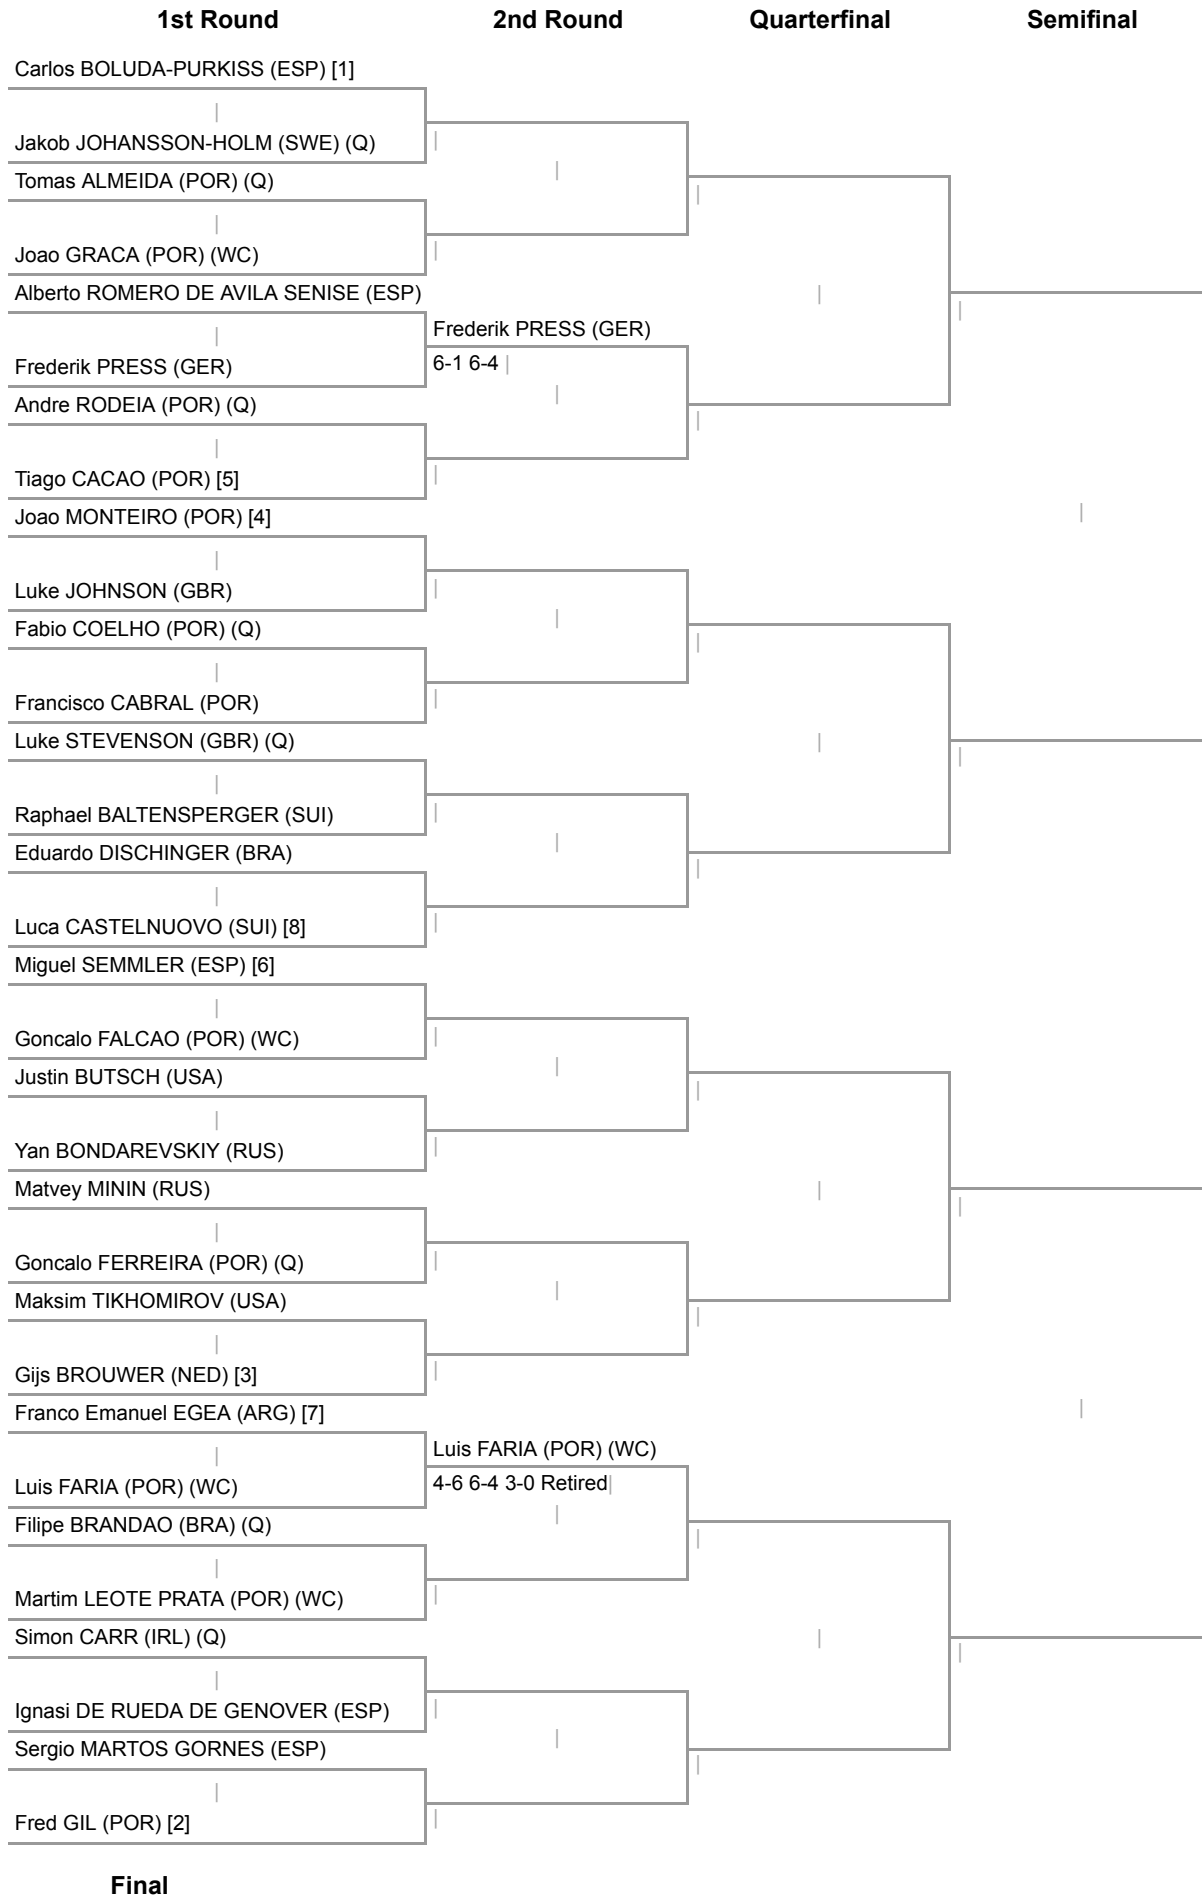 1st Round 2nd Round Quarterfinal Semifinal
Carlos BOLUDA-PURKISS (ESP) [1]
Jakob JOHANSSON-HOLM (SWE) (Q)
Tomas ALMEIDA (POR) (Q)
Joao GRACA (POR) (WC)
Alberto ROMERO DE AVILA SENISE (ESP)
Frederik PRESS (GER)
6-1 6-4
Frederik PRESS (GER)
Andre RODEIA (POR) (Q)
Tiago CACAO (POR) [5]
Joao MONTEIRO (POR) [4]
Luke JOHNSON (GBR)
Fabio COELHO (POR) (Q)
Francisco CABRAL (POR)
Luke STEVENSON (GBR) (Q)
Raphael BALTENSPERGER (SUI)
Eduardo DISCHINGER (BRA)
Luca CASTELNUOVO (SUI) [8]
Miguel SEMMLER (ESP) [6]
Goncalo FALCAO (POR) (WC)
Justin BUTSCH (USA)
Yan BONDAREVSKIY (RUS)
Matvey MININ (RUS)
Goncalo FERREIRA (POR) (Q)
Maksim TIKHOMIROV (USA)
Gijs BROUWER (NED) [3]
Franco Emanuel EGEA (ARG) [7]
Luis FARIA (POR) (WC)
4-6 6-4 3-0 Retired
Luis FARIA (POR) (WC)
Filipe BRANDAO (BRA) (Q)
Martim LEOTE PRATA (POR) (WC)
Simon CARR (IRL) (Q)
Ignasi DE RUEDA DE GENOVER (ESP)
Sergio MARTOS GORNES (ESP)
Fred GIL (POR) [2]
Final